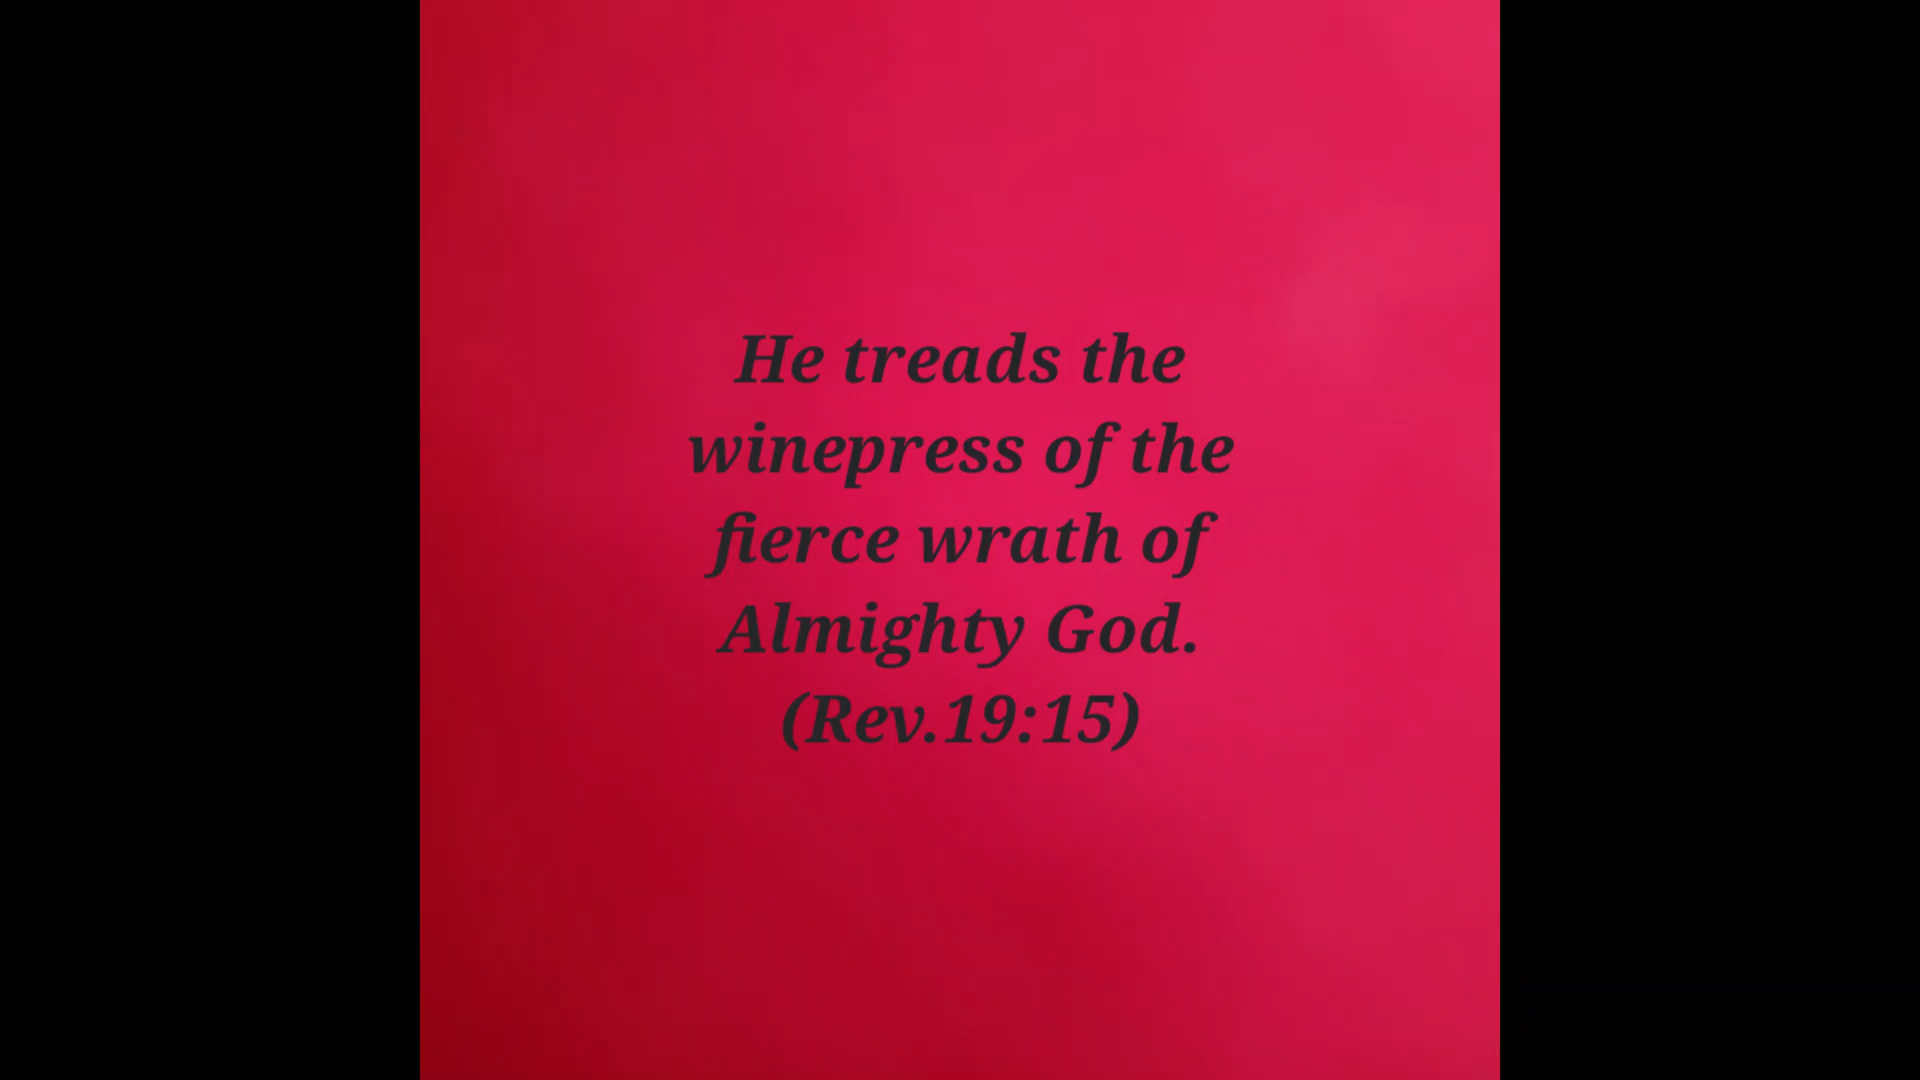 He treads the
winepress of the
fierce wrath of
Almighty God.
(Rev.19:15)